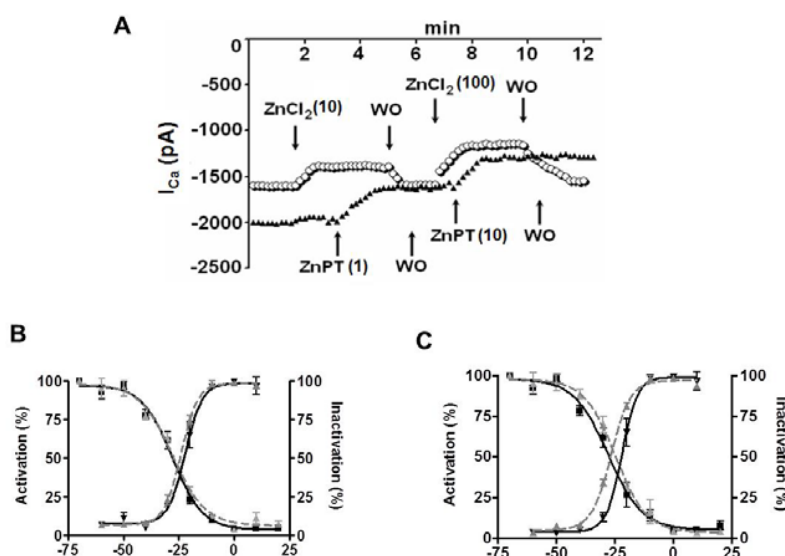 A
min
0 2 4 6 8 10 12
-500
-1000
-1500
-2000
-2500
I_Ca (pA)
ZnCl2 (10)
WO
ZnCl2 (100)
WO
ZnPT (1)
WO
ZnPT (10)
WO
B
Activation (%)
100
75
50
25
0
Inactivation (%)
100
75
50
25
0
-75 -50 -25 0 25
C
Activation (%)
100
75
50
25
0
Inactivation (%)
100
75
50
25
0
-75 -50 -25 0 25